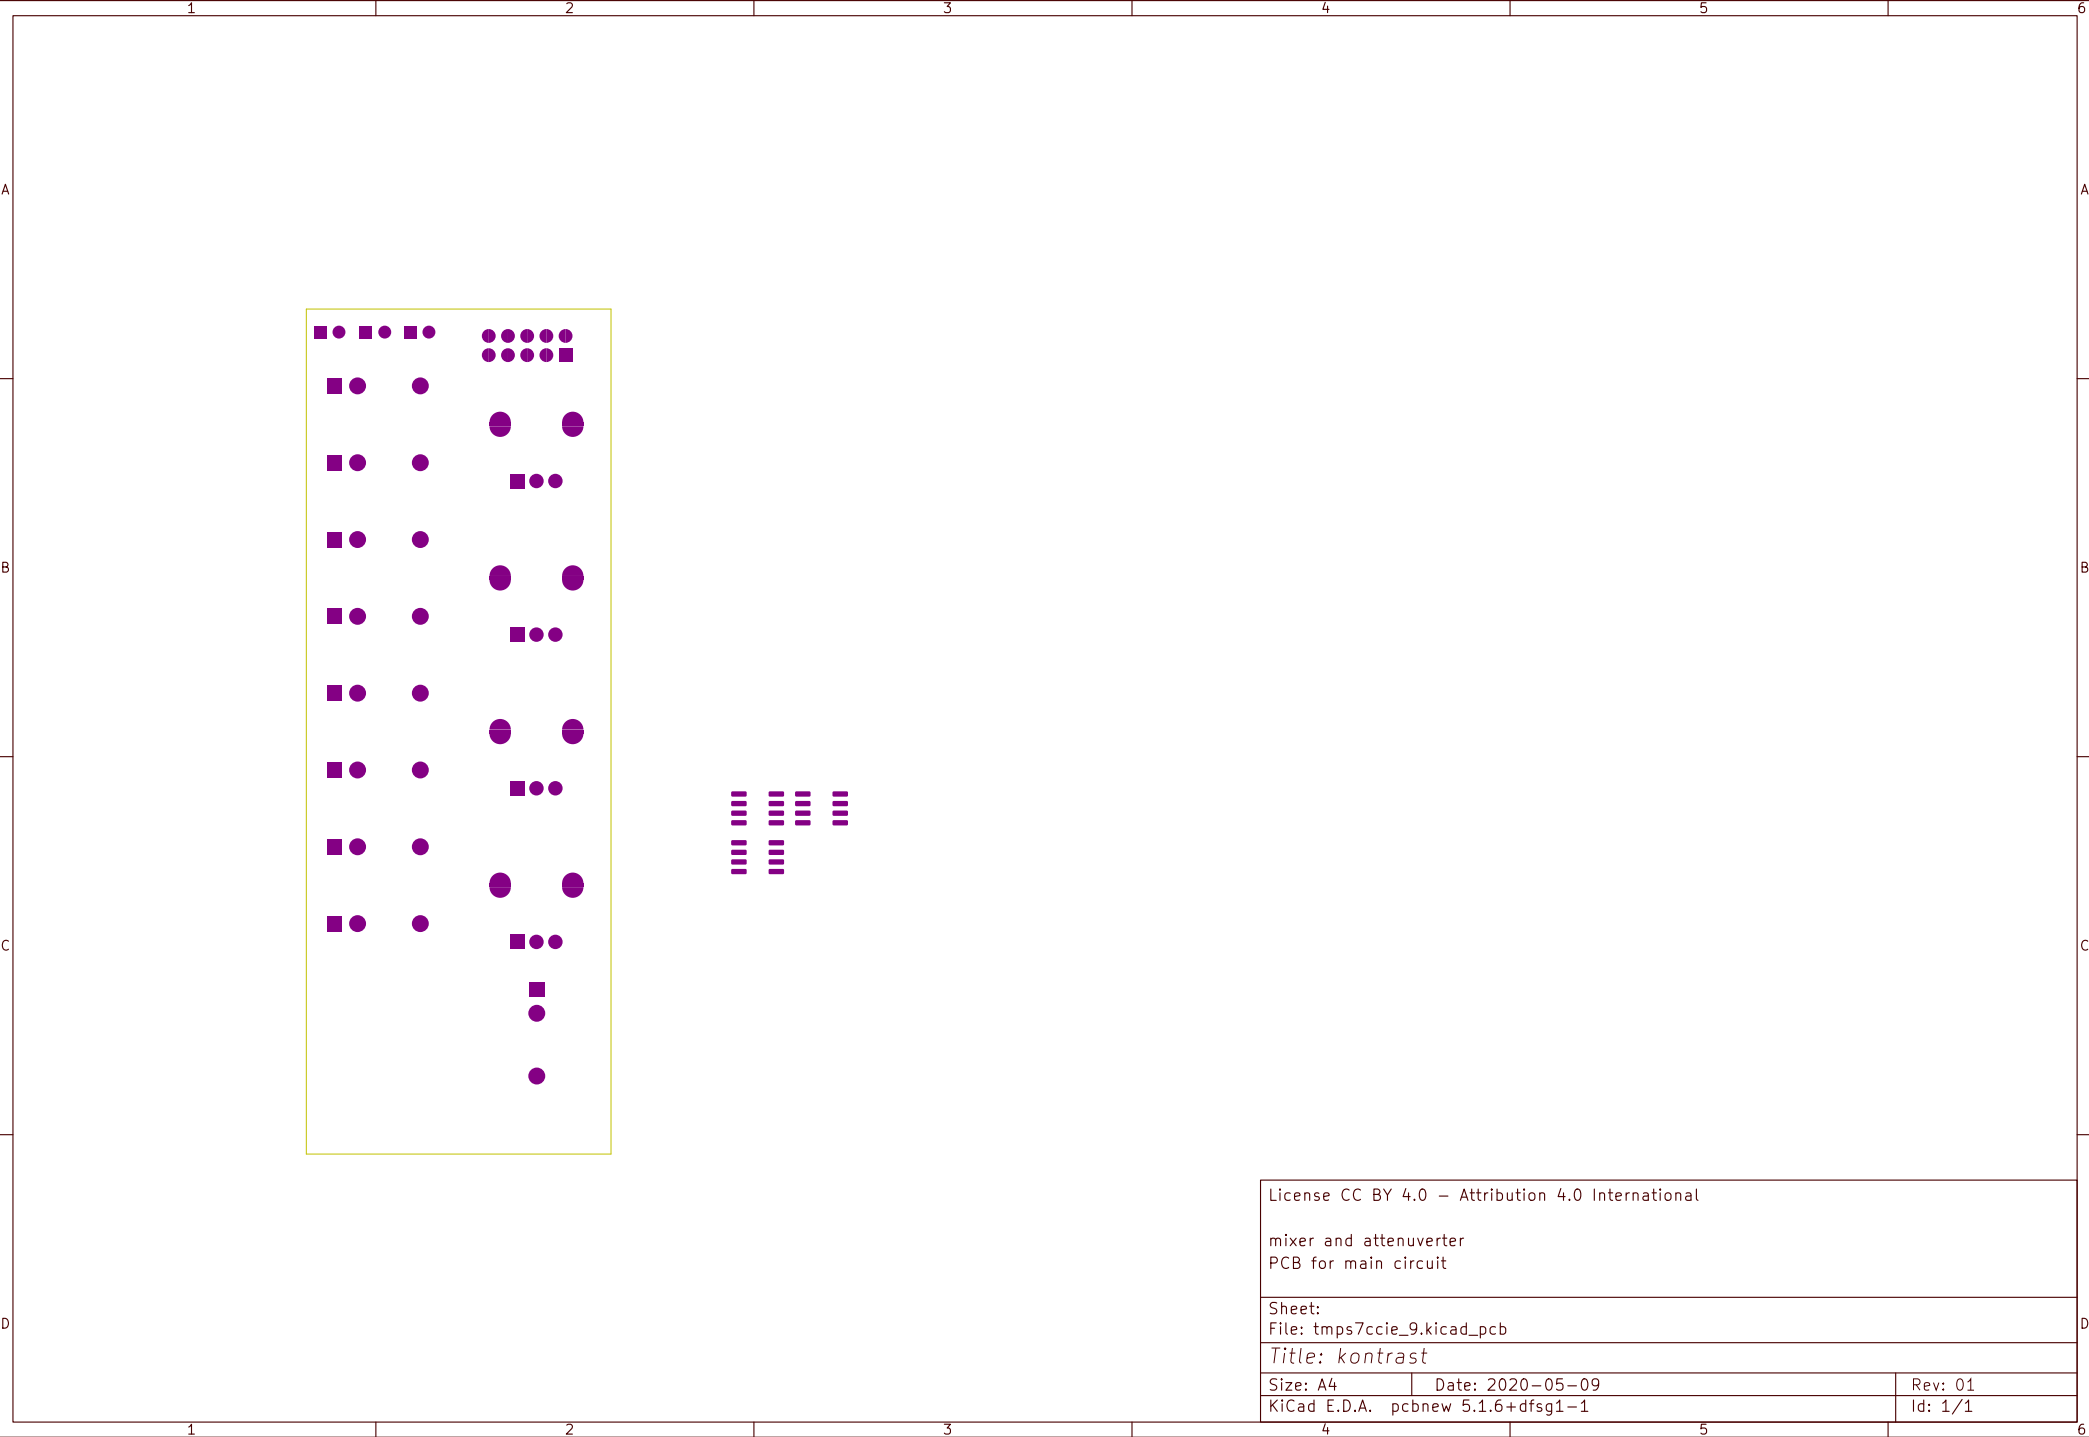 1 2 3 4 5 6
A A
B B
C C
License CC BY 4.0 - Attribution 4.0 International
mixer and attenuverter
PCB for main circuit
Sheet:
File: tmps7ccie_9.kicad_pcb
D D
Title: kontrast
Size: A4 Date: 2020-05-09 Rev: 01
KiCad E.D.A. pcbnew 5.1.6+dfsg1-1 Id: 1/1
1 2 3 4 5 6